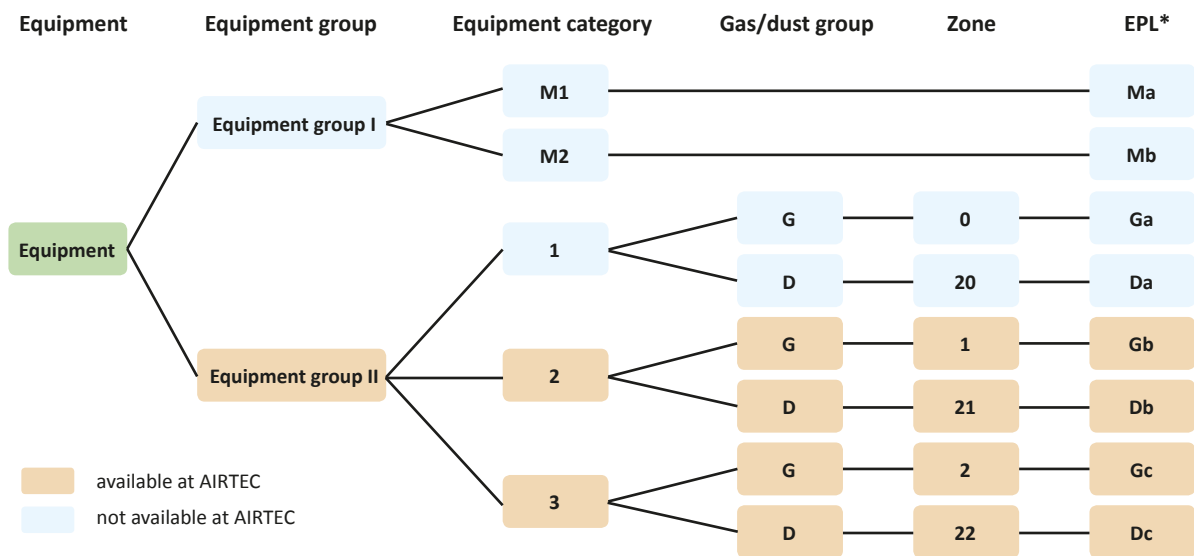 Equipment Equipment group Equipment category Gas/dust group Zone EPL*
M1 Ma
Equipment group I
M2 Mb
G 0 Ga
Equipment 1
D 20 Da
G 1 Gb
Equipment group II 2
D 21 Db
G 2 Gc
available at AIRTEC
3
not available at AIRTEC
D 22 Dc